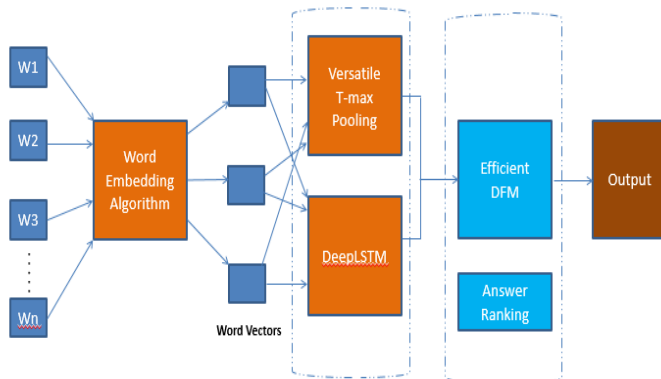 W1
W2
W3
Wn
Word
Embedding
Algorithm
Word Vectors
Versatile
T-max
Pooling
DeepLSTM
Efficient
DFM
Answer
Ranking
Output